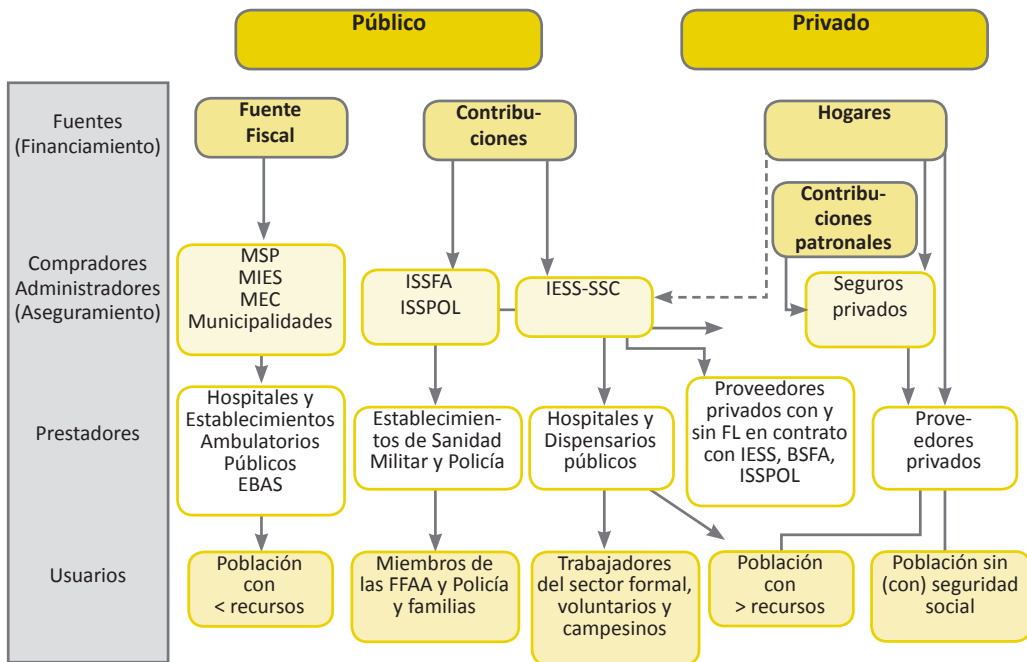 Público
Privado
Fuentes
(Financiamiento)
Fuente
Fiscal
Contribu-
ciones
Hogares
Contribu-
ciones
patronales
Compradores
Administradores
(Aseguramiento)
MSP
MIES
MEC
Municipalidades
ISSFA
ISSPOL
IESS-SSC
Seguros
privados
Prestadores
Hospitales y
Establecimientos
Ambulatorios
Públicos
EBAS
Establecimien-
tos de Sanidad
Militar y Policía
Hospitales y
Dispensarios
públicos
Proveedores
privados con y
sin FL en contrato
con IESS, BSFA,
ISSPOL
Prove-
edores
privados
Usuarios
Población
con
< recursos
Miembros de
las FFAA y Policía
y familias
Trabajadores
del sector formal,
voluntarios y
campesinos
Población
con
> recursos
Población sin
(con) seguridad
social